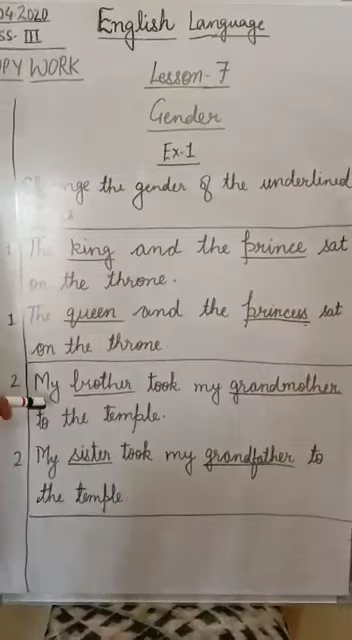 04.2020
English Language
SS- III
PY WORK
Lesson-7
Gender
Ex-1
nge the gender of the underlined
1 The king and the prince sat
on the throne.
1 The queen and the princess sat
on the throne
2 My brother took my grandmother
to the temple.
2 My sister took my grandfather to
the temple